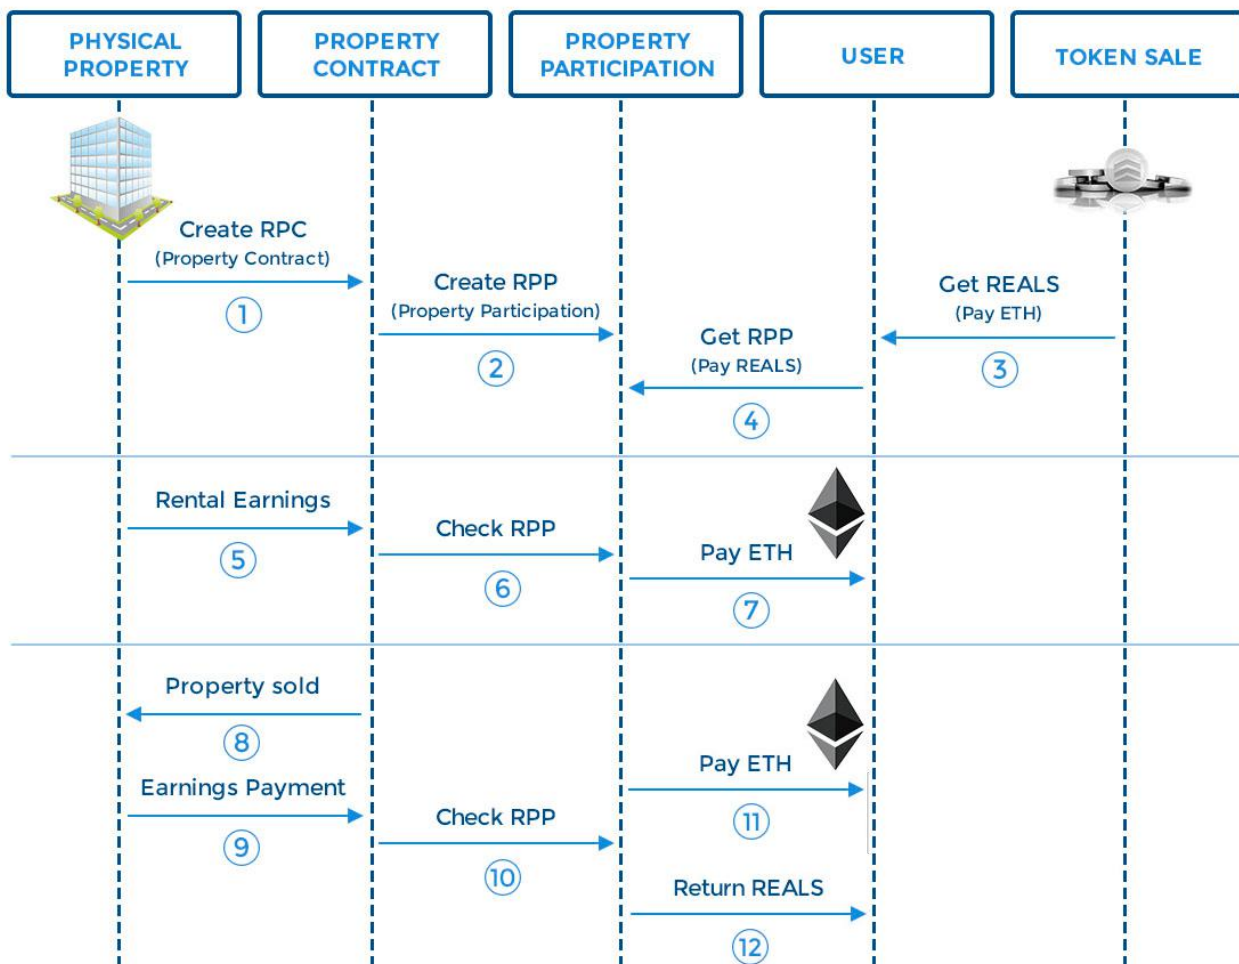 PHYSICAL
PROPERTY
PROPERTY
CONTRACT
PROPERTY
PARTICIPATION
USER
TOKEN SALE
Create RPC
(Property Contract)
1
Create RPP
(Property Participation)
2
Get REALS
(Pay ETH)
3
Get RPP
(Pay REALS)
4
Rental Earnings
5
Check RPP
6
Pay ETH
7
Property sold
8
Earnings Payment
9
Check RPP
10
Pay ETH
11
Return REALS
12